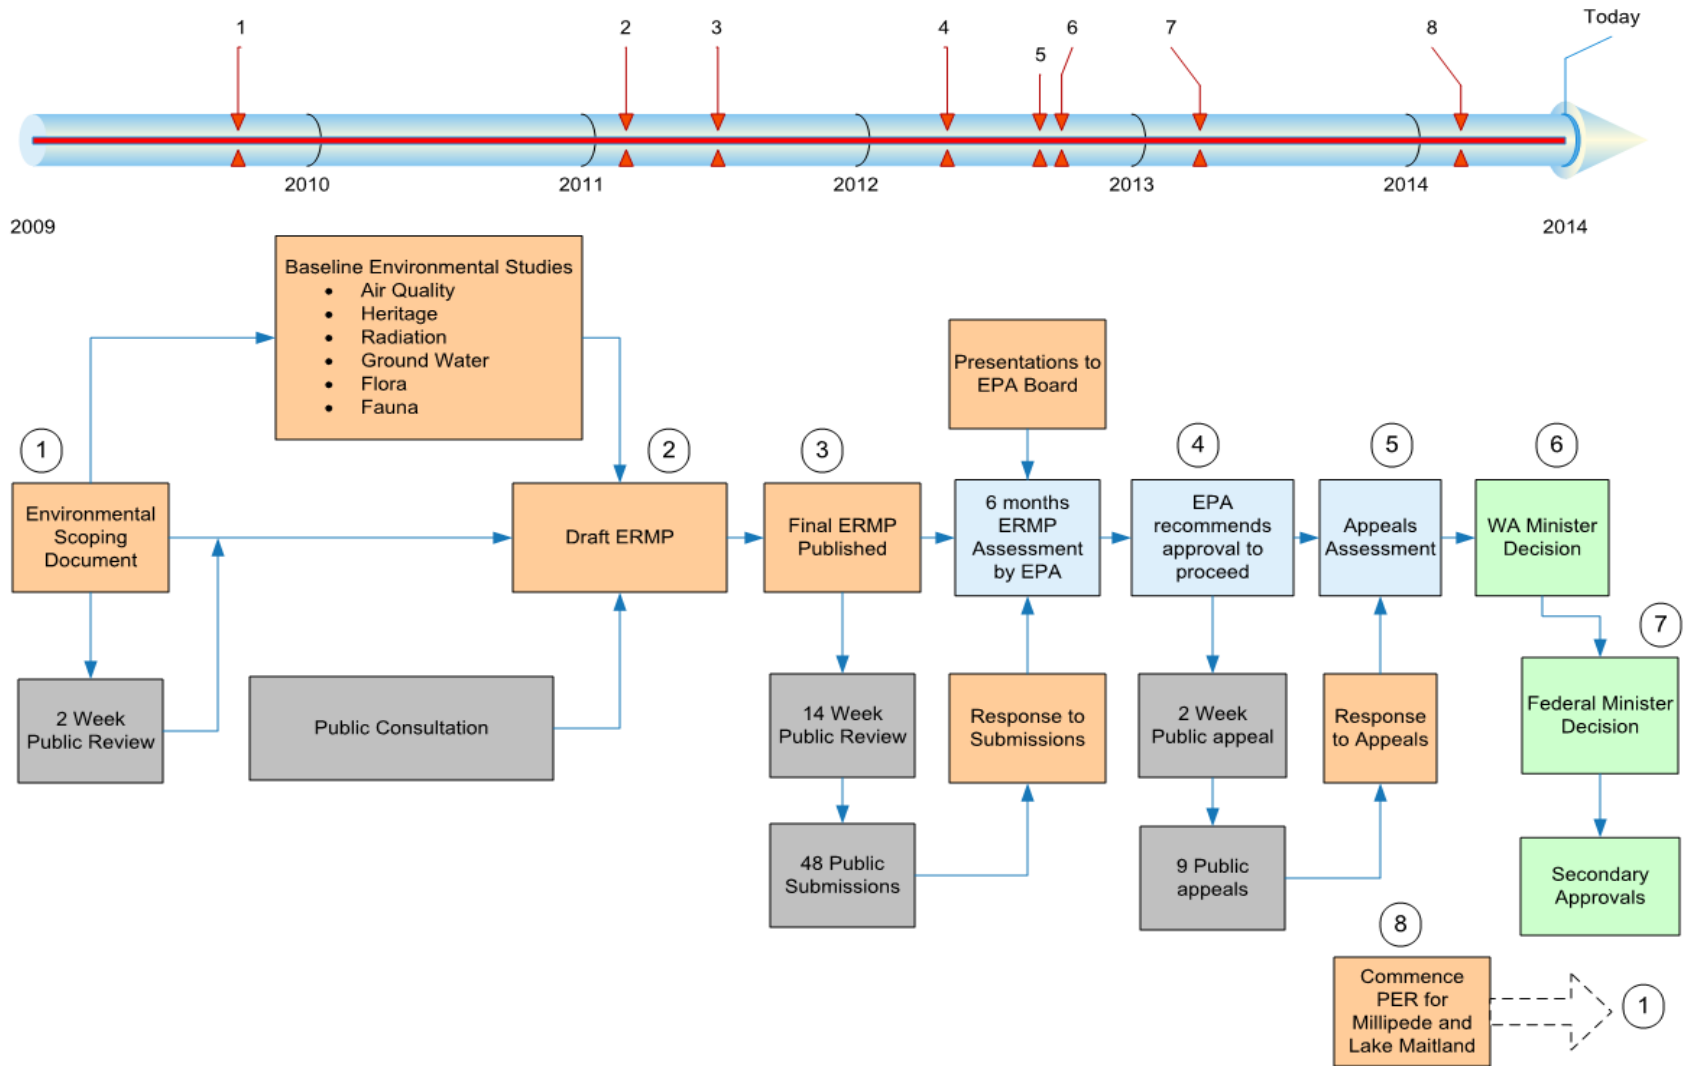 1
2
3
4
5
6
7
8
Today
2010
2011
2012
2013
2014
2009
2014
Baseline Environmental Studies
• Air Quality
• Heritage
• Radiation
• Ground Water
• Flora
• Fauna
Presentations to
EPA Board
1
2
3
4
5
6
Environmental
Scoping
Document
Draft ERMP
Final ERMP
Published
6 months
ERMP
Assessment
by EPA
EPA
recommends
approval to
proceed
Appeals
Assessment
WA Minister
Decision
7
2 Week
Public Review
Public Consultation
14 Week
Public Review
Response to
Submissions
2 Week
Public appeal
Response
to Appeals
Federal Minister
Decision
48 Public
Submissions
9 Public
appeals
Secondary
Approvals
8
Commence
PER for
Millipede and
Lake Maitland
1